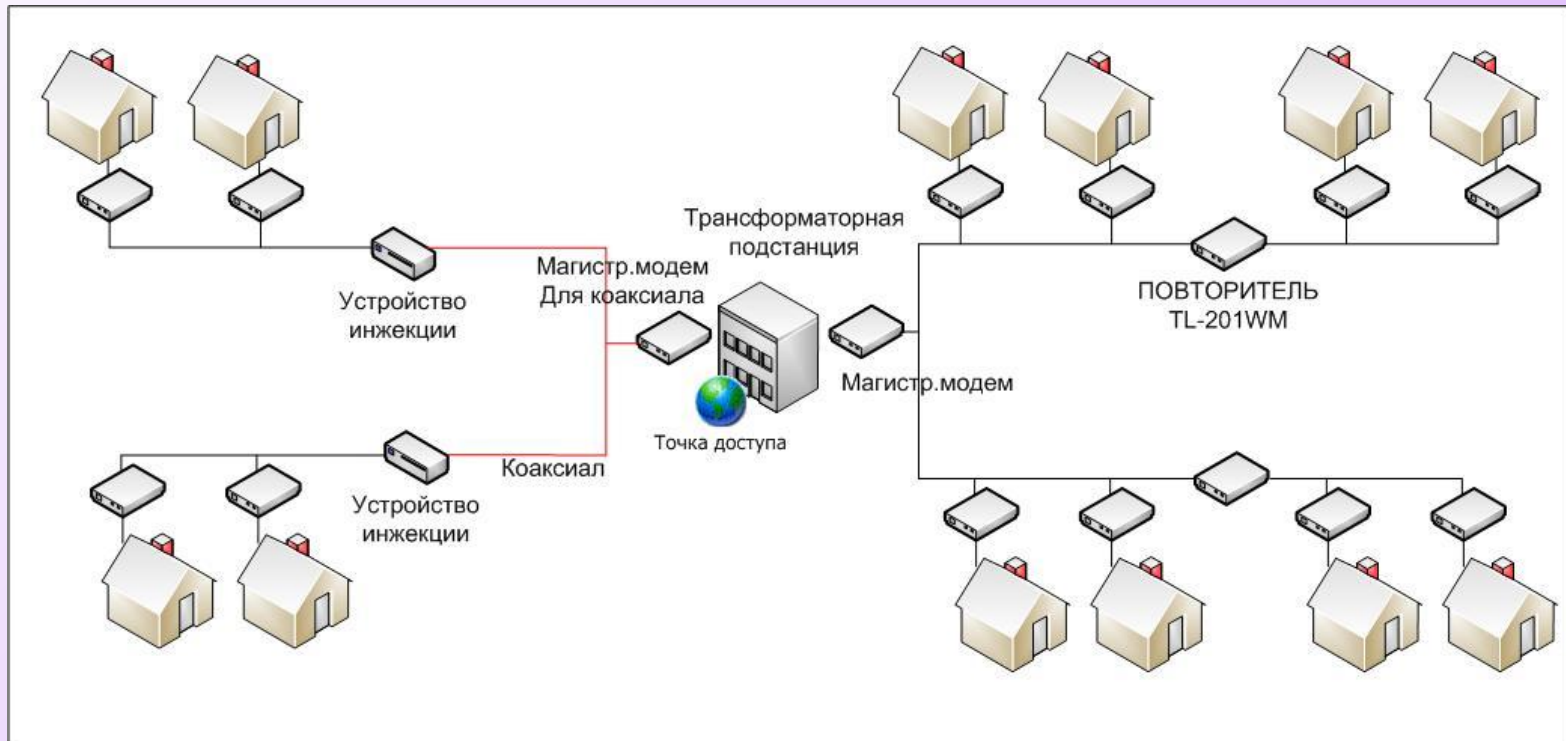 Трансформаторная
подстанция
Магистр.модем
Для коаксиала
Устройство
инжекции
ПОВТОРИТЕЛЬ
TL-201WM
Магистр.модем
Точка доступа
Коаксиал
Устройство
инжекции